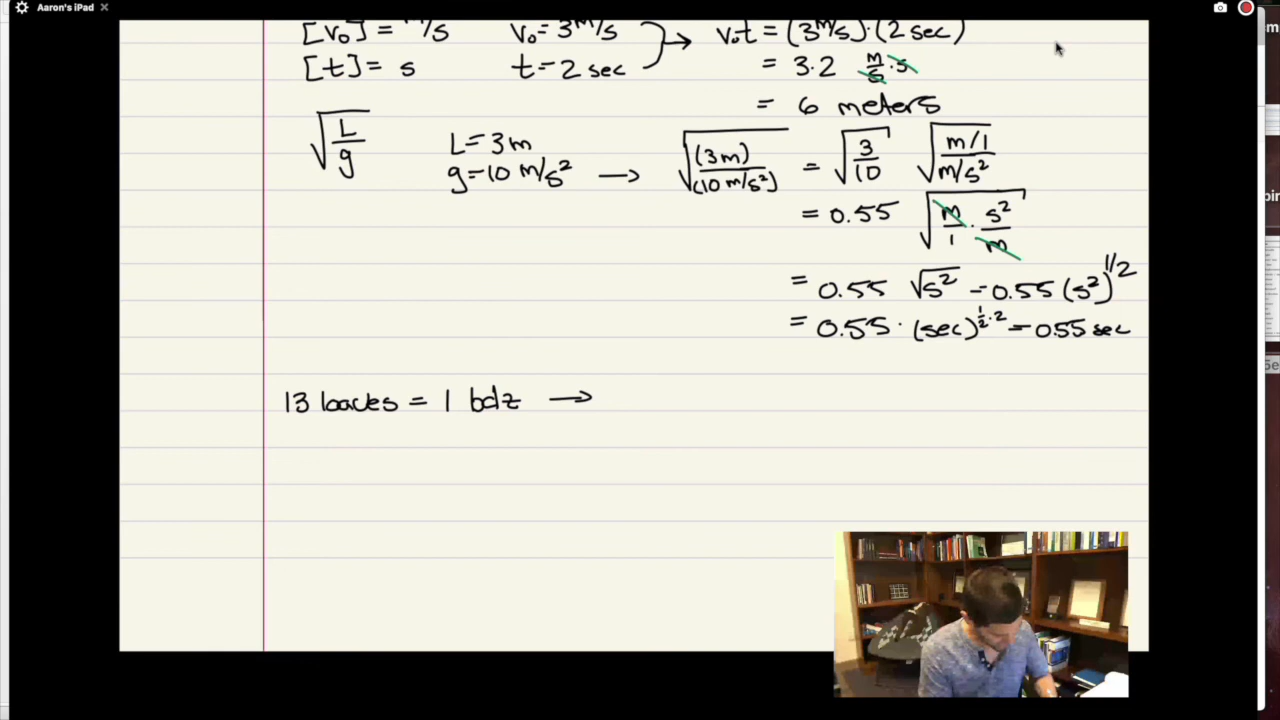 Aaron's iPad
[v₀] = m/s v₀ = 3 m/s v₀t = (3 m/s)·(2 sec)
[t] = s t = 2 sec = 3·2 m/s · s
= 6 meters
√(L/g) L = 3m √((3m)/(10 m/s²)) = √(3/10) √((m/1)/(m/s²))
g = 10 m/s² →
= 0.55 √(m/1 · s²/m)
= 0.55 √s² = 0.55 (s²)^1/2
= 0.55 · (sec)^½·2 = 0.55 sec
13 loaves = 1 bdz →